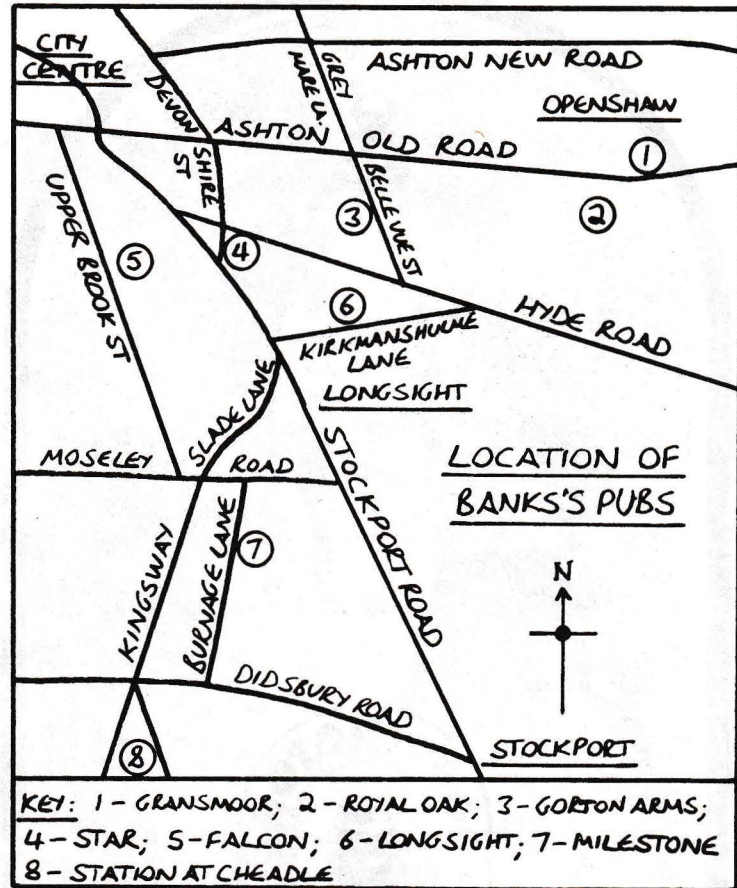 CITY
CENTRE
DEVON
SHIRE
ST
GREY
MARE LA.
ASHTON NEW ROAD
OPENSHAW
ASHTON OLD ROAD
1
UPPER BROOK ST
BELLE VUE ST
3
2
5
4
6
HYDE ROAD
KIRKMANSHULME
LANE
LONGSIGHT
SLADE LANE
MOSELEY ROAD
STOCKPORT ROAD
LOCATION OF
BANKS'S PUBS
7
KINGSWAY
BURNAGE LANE
N
DIDSBURY ROAD
STOCKPORT
8
KEY: 1 - GRANSMOOR; 2 - ROYAL OAK; 3 - GORTON ARMS;
4 - STAR; 5 - FALCON; 6 - LONGSIGHT; 7 - MILESTONE
8 - STATION AT CHEADLE